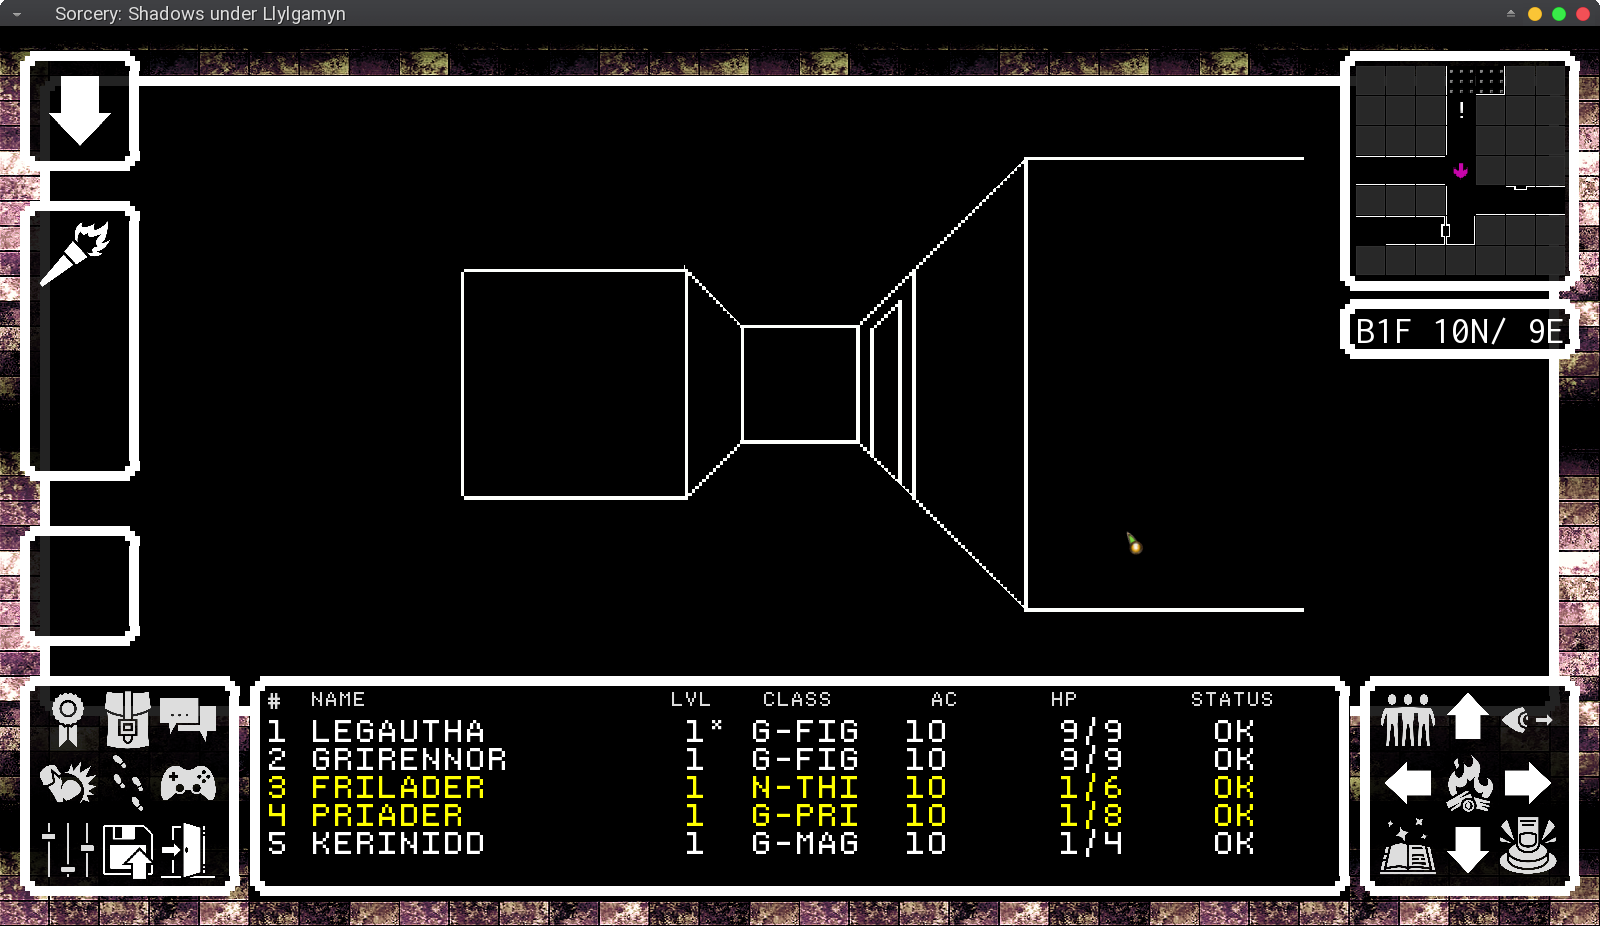 Sorcery: Shadows under Llylgamyn
!
B1F 10N/ 9E
# NAME LVL CLASS AC HP STATUS
1 LEGAUTHA 1* G-FIG 10 9/9 OK
2 GRIRENNOR 1 G-FIG 10 9/9 OK
3 FRILADER 1 N-THI 10 1/6 OK
4 PRIADER 1 G-PRI 10 1/8 OK
5 KERINIDD 1 G-MAG 10 1/4 OK